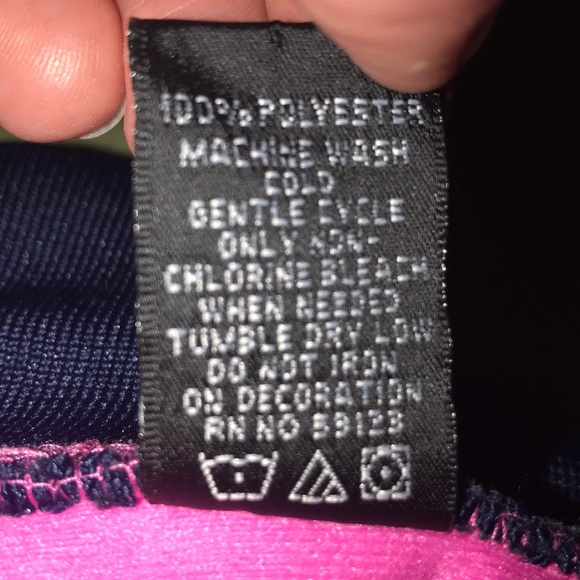 100% POLYESTER
MACHINE WASH
COLD
GENTLE CYCLE
ONLY NON-
CHLORINE BLEACH
WHEN NEEDED
TUMBLE DRY LOW
DO NOT IRON
ON DECORATION
RN NO